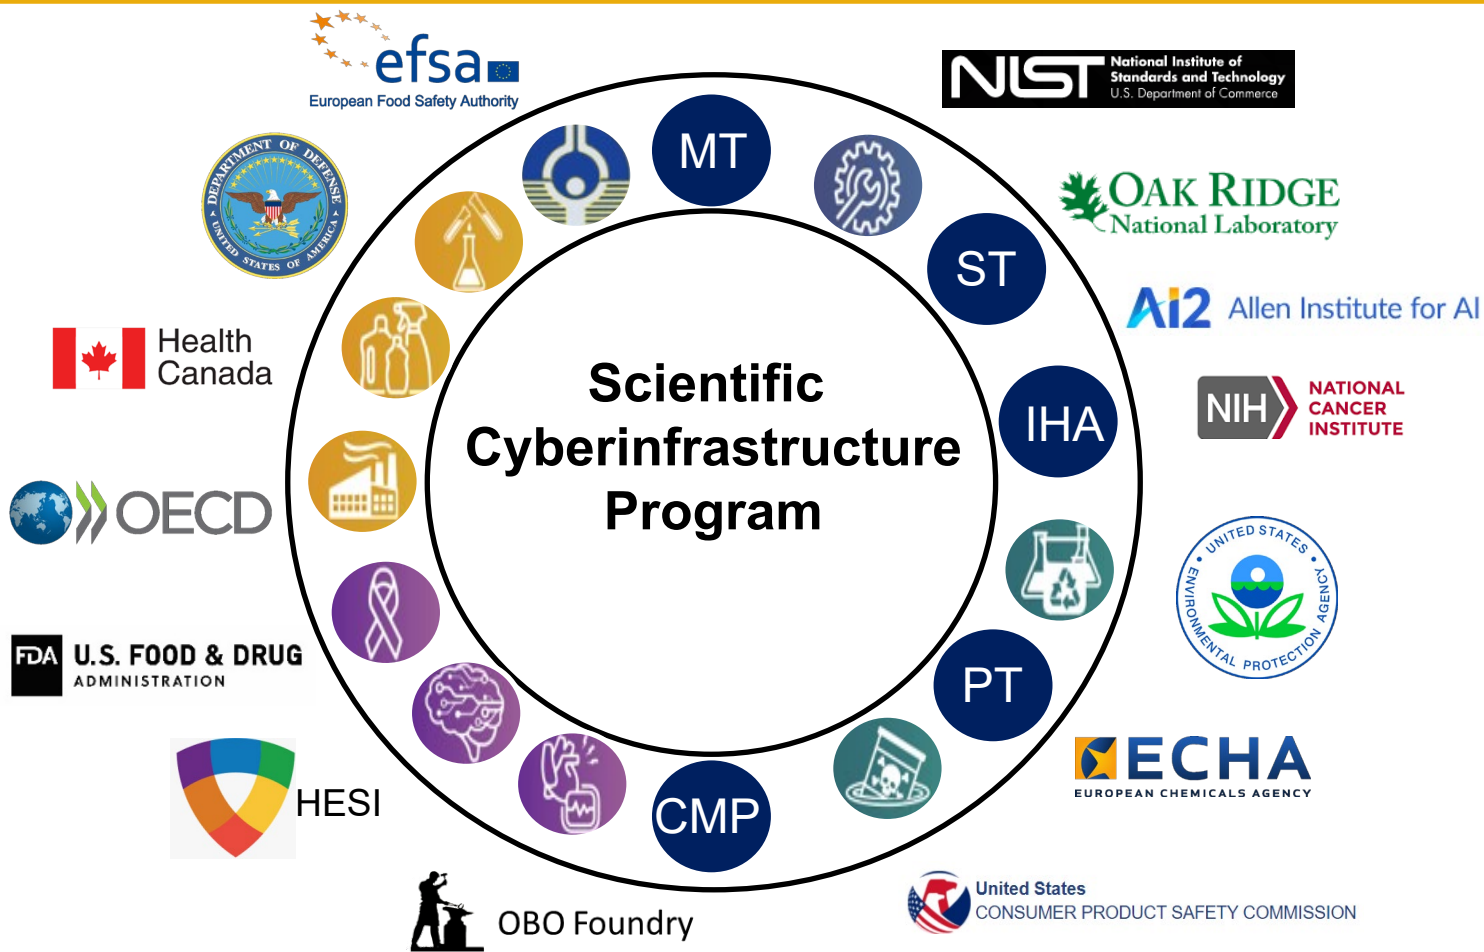 efsa
European Food Safety Authority
NIST
National Institute of
Standards and Technology
U.S. Department of Commerce
DEPARTMENT OF DEFENSE
UNITED STATES OF AMERICA
MT
OAK RIDGE
National Laboratory
ST
Ai2 Allen Institute for AI
Health
Canada
Scientific
Cyberinfrastructure
Program
IHA
NIH
NATIONAL
CANCER
INSTITUTE
OECD
UNITED STATES
ENVIRONMENTAL PROTECTION AGENCY
FDA
U.S. FOOD & DRUG
ADMINISTRATION
PT
ECHA
EUROPEAN CHEMICALS AGENCY
HESI
CMP
OBO Foundry
United States
CONSUMER PRODUCT SAFETY COMMISSION